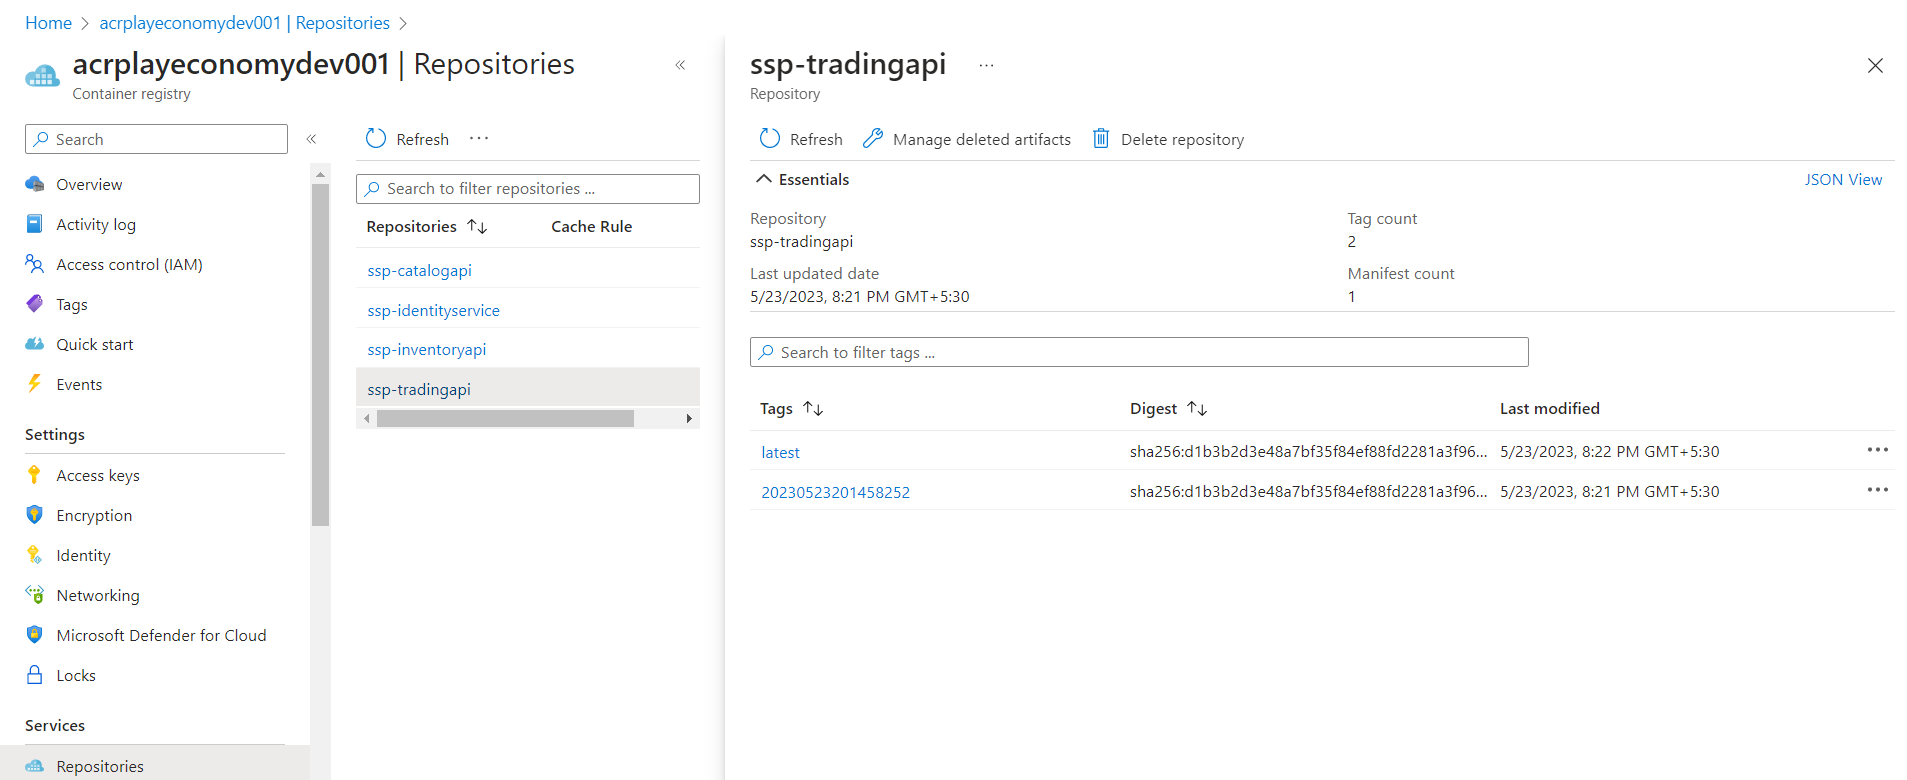 Home > acrplayeconomydev001 | Repositories >
acrplayeconomydev001 | Repositories
Container registry
Search
Overview
Activity log
Access control (IAM)
Tags
Quick start
Events
Settings
Access keys
Encryption
Identity
Networking
Microsoft Defender for Cloud
Locks
Services
Repositories
Refresh ...
Search to filter repositories ...
Repositories Cache Rule
ssp-catalogapi
ssp-identityservice
ssp-inventoryapi
ssp-tradingapi
ssp-tradingapi ...
Repository
Refresh Manage deleted artifacts Delete repository
Essentials JSON View
Repository Tag count
ssp-tradingapi 2
Last updated date Manifest count
5/23/2023, 8:21 PM GMT+5:30 1
Search to filter tags ...
Tags Digest Last modified
latest sha256:d1b3b2d3e48a7bf35f84ef88fd2281a3f96... 5/23/2023, 8:22 PM GMT+5:30 ...
20230523201458252 sha256:d1b3b2d3e48a7bf35f84ef88fd2281a3f96... 5/23/2023, 8:21 PM GMT+5:30 ...